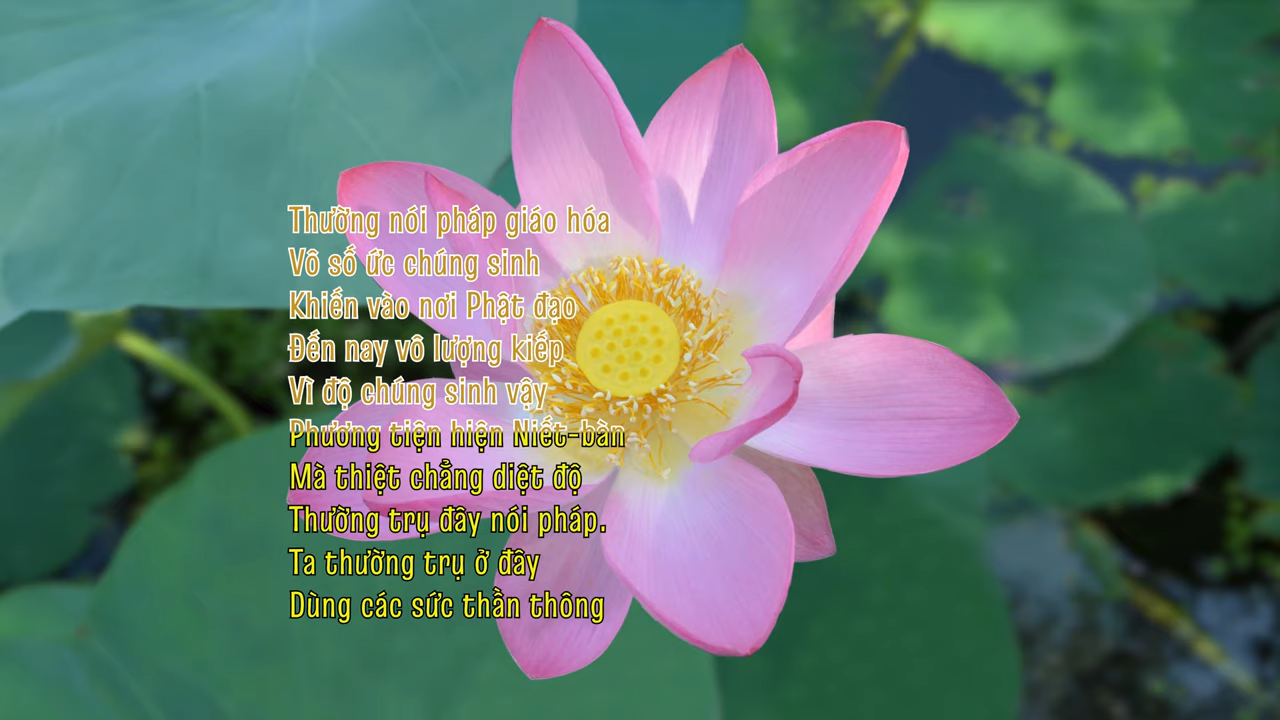 Thường nói pháp giáo hóa
Vô số ức chúng sinh
Khiến vào nơi Phật đạo
Đến nay vô lượng kiếp
Vì độ chúng sinh vậy
Phương tiện hiện Niết-bàn
Mà thiệt chẳng diệt độ
Thường trụ đây nói pháp.
Ta thường trụ ở đây
Dùng các sức thần thông